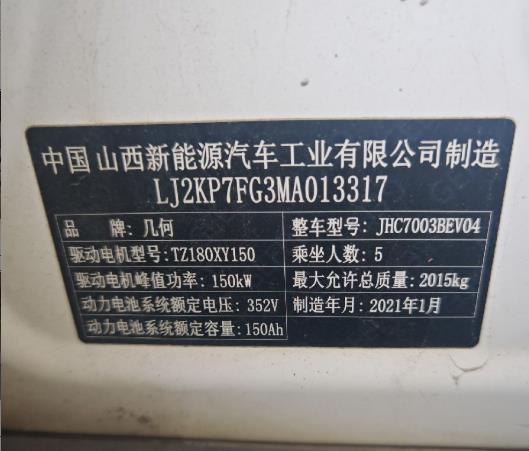 中国 山西新能源汽车工业有限公司制造
LJ2KP7FG3MA013317
品 牌:几何 整车型号: JHC7003BEV04
驱动电机型号:TZ180XY150 乘坐人数:5
驱动电机峰值功率:150kW 最大允许总质量:2015kg
动力电池系统额定电压:352V 制造年月:2021年1月
动力电池系统额定容量:150Ah